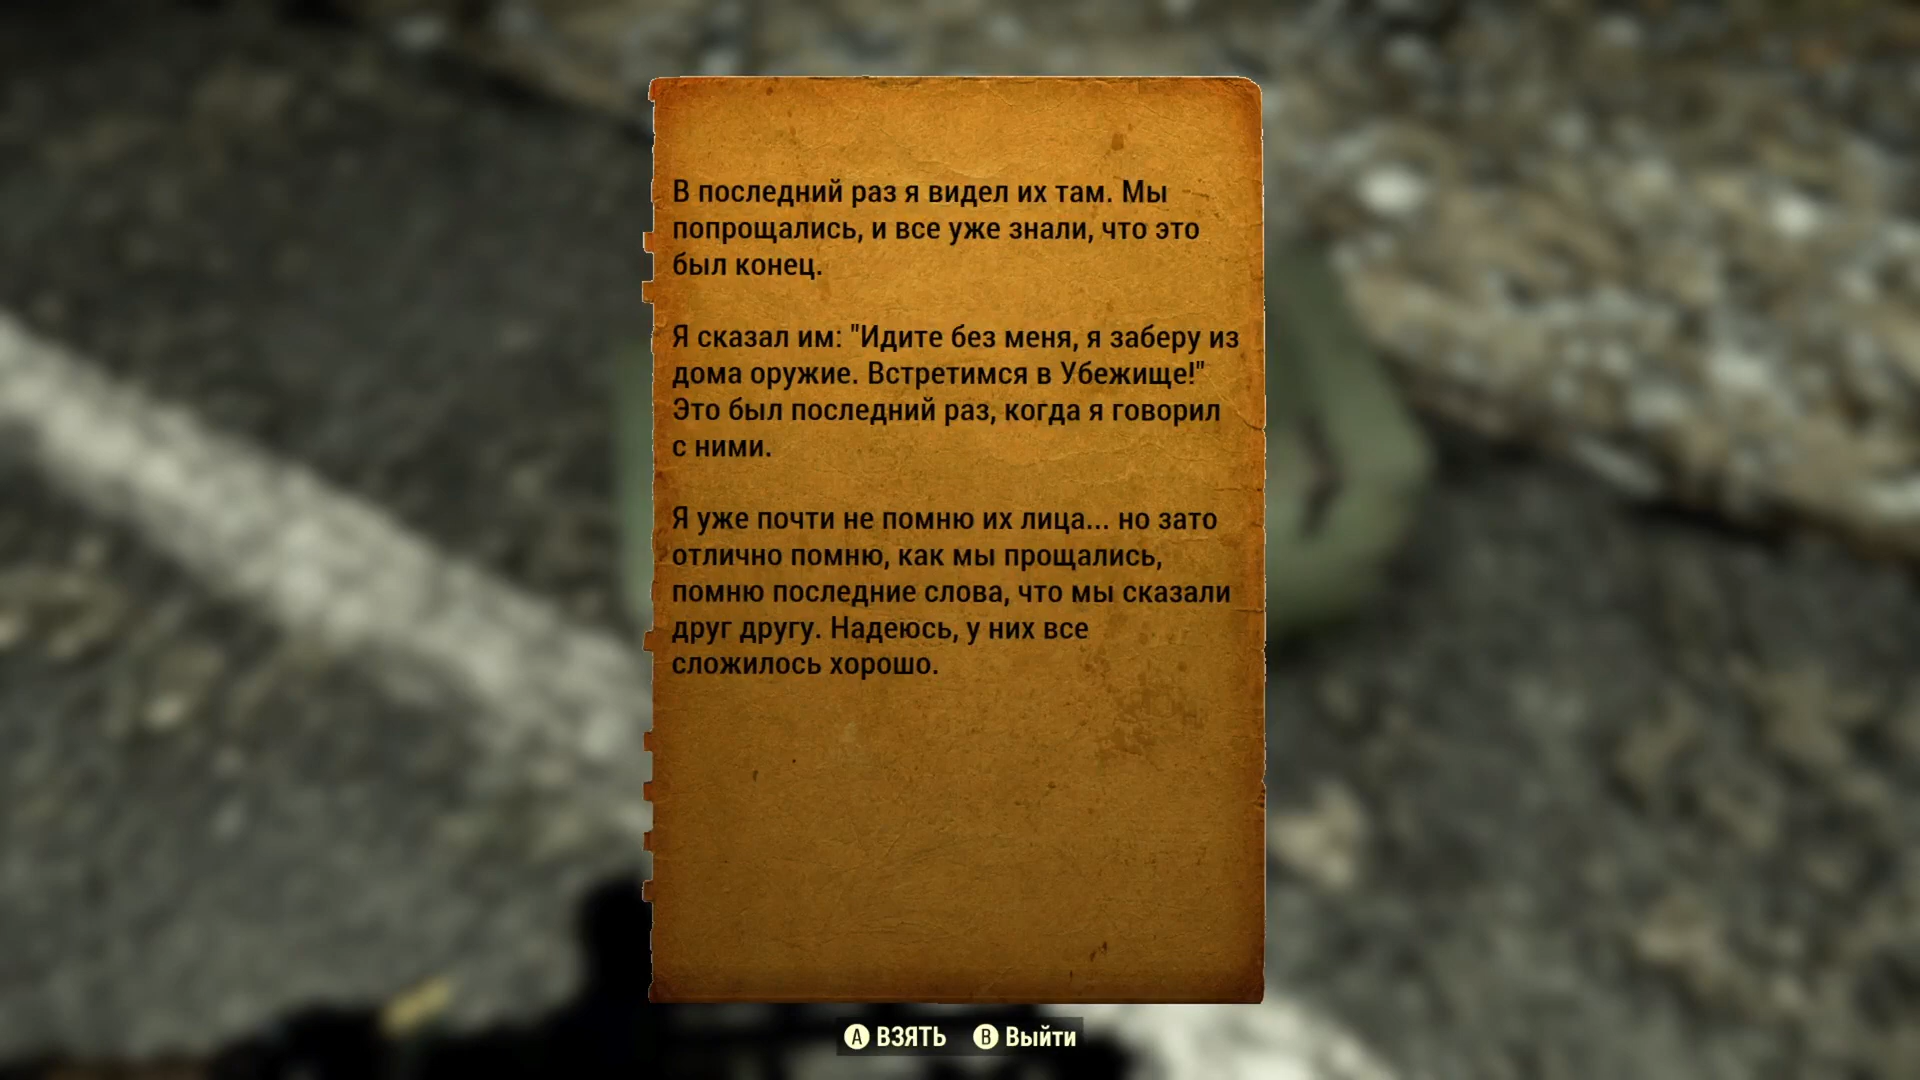 В последний раз я видел их там. Мы
попрощались, и все уже знали, что это
был конец.
Я сказал им: "Идите без меня, я заберу из
дома оружие. Встретимся в Убежище!"
Это был последний раз, когда я говорил
с ними.
Я уже почти не помню их лица... но зато
отлично помню, как мы прощались,
помню последние слова, что мы сказали
друг другу. Надеюсь, у них все
сложилось хорошо.
A ВЗЯТЬ B Выйти